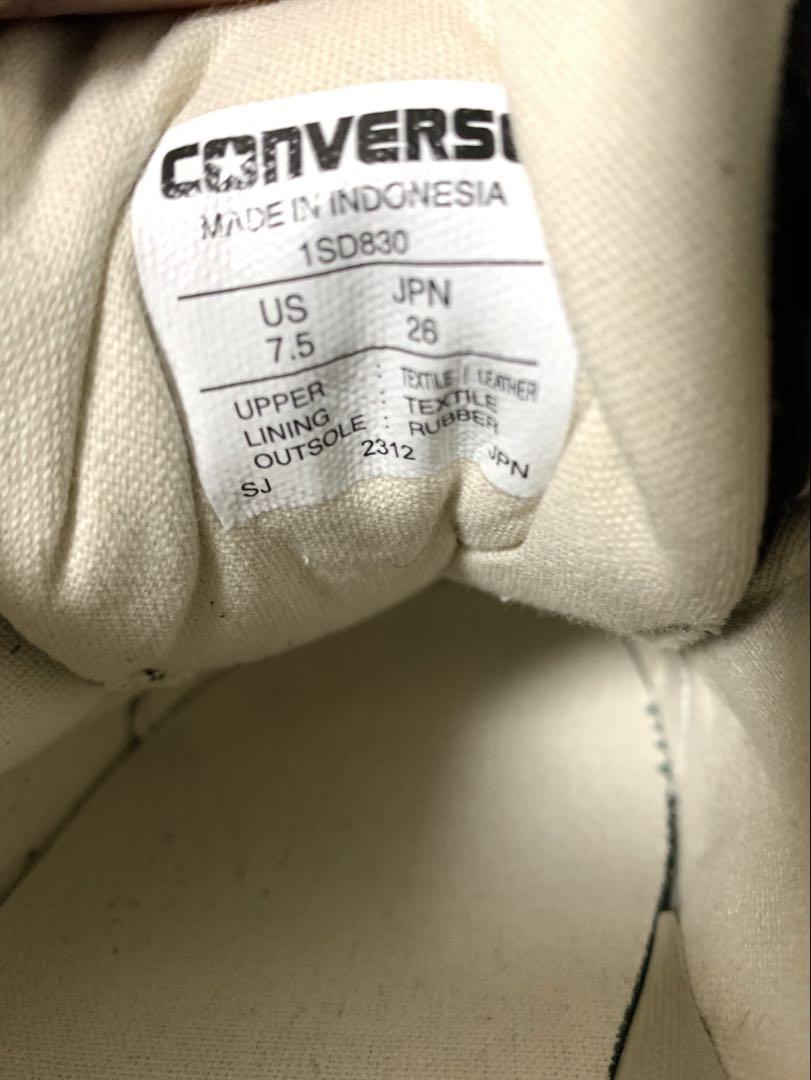 CONVERSE
MADE IN INDONESIA
1SD830
US JPN
7.5 26
UPPER : TEXTILE / LEATHER
LINING : TEXTILE
OUTSOLE : RUBBER
SJ 2312 JPN